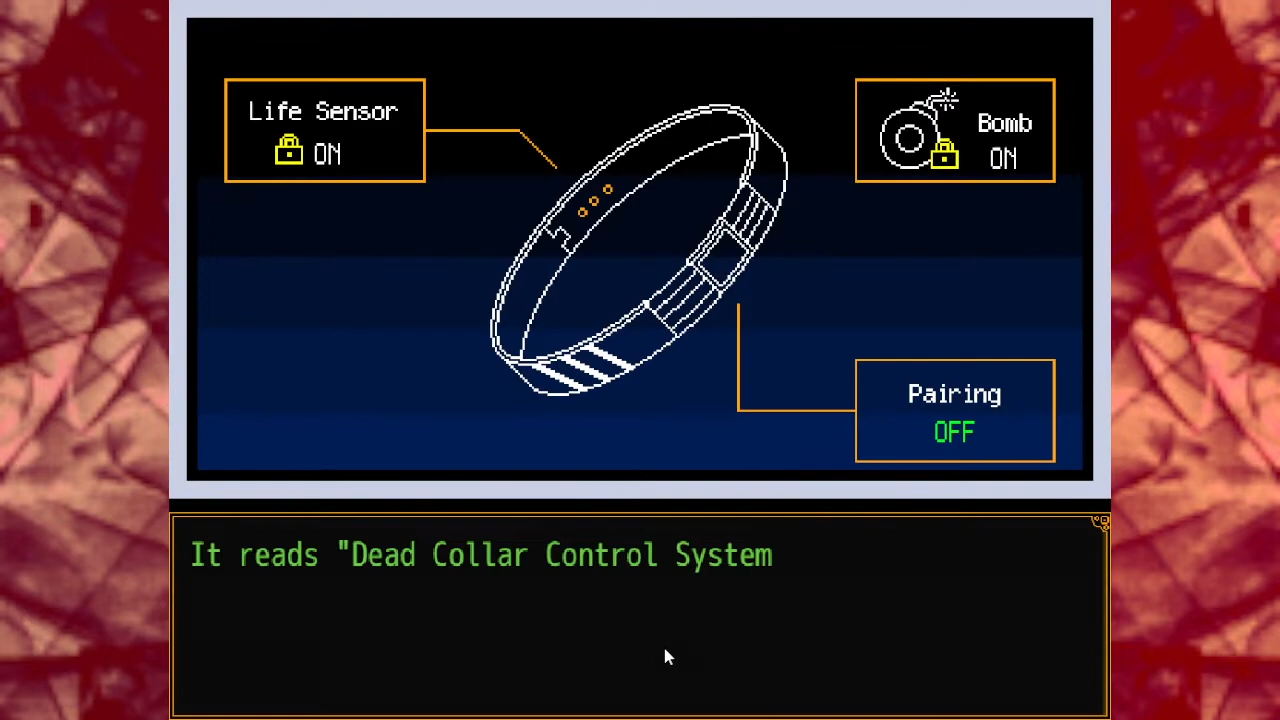 Life Sensor
ON
Bomb
ON
Pairing
OFF
It reads "Dead Collar Control System